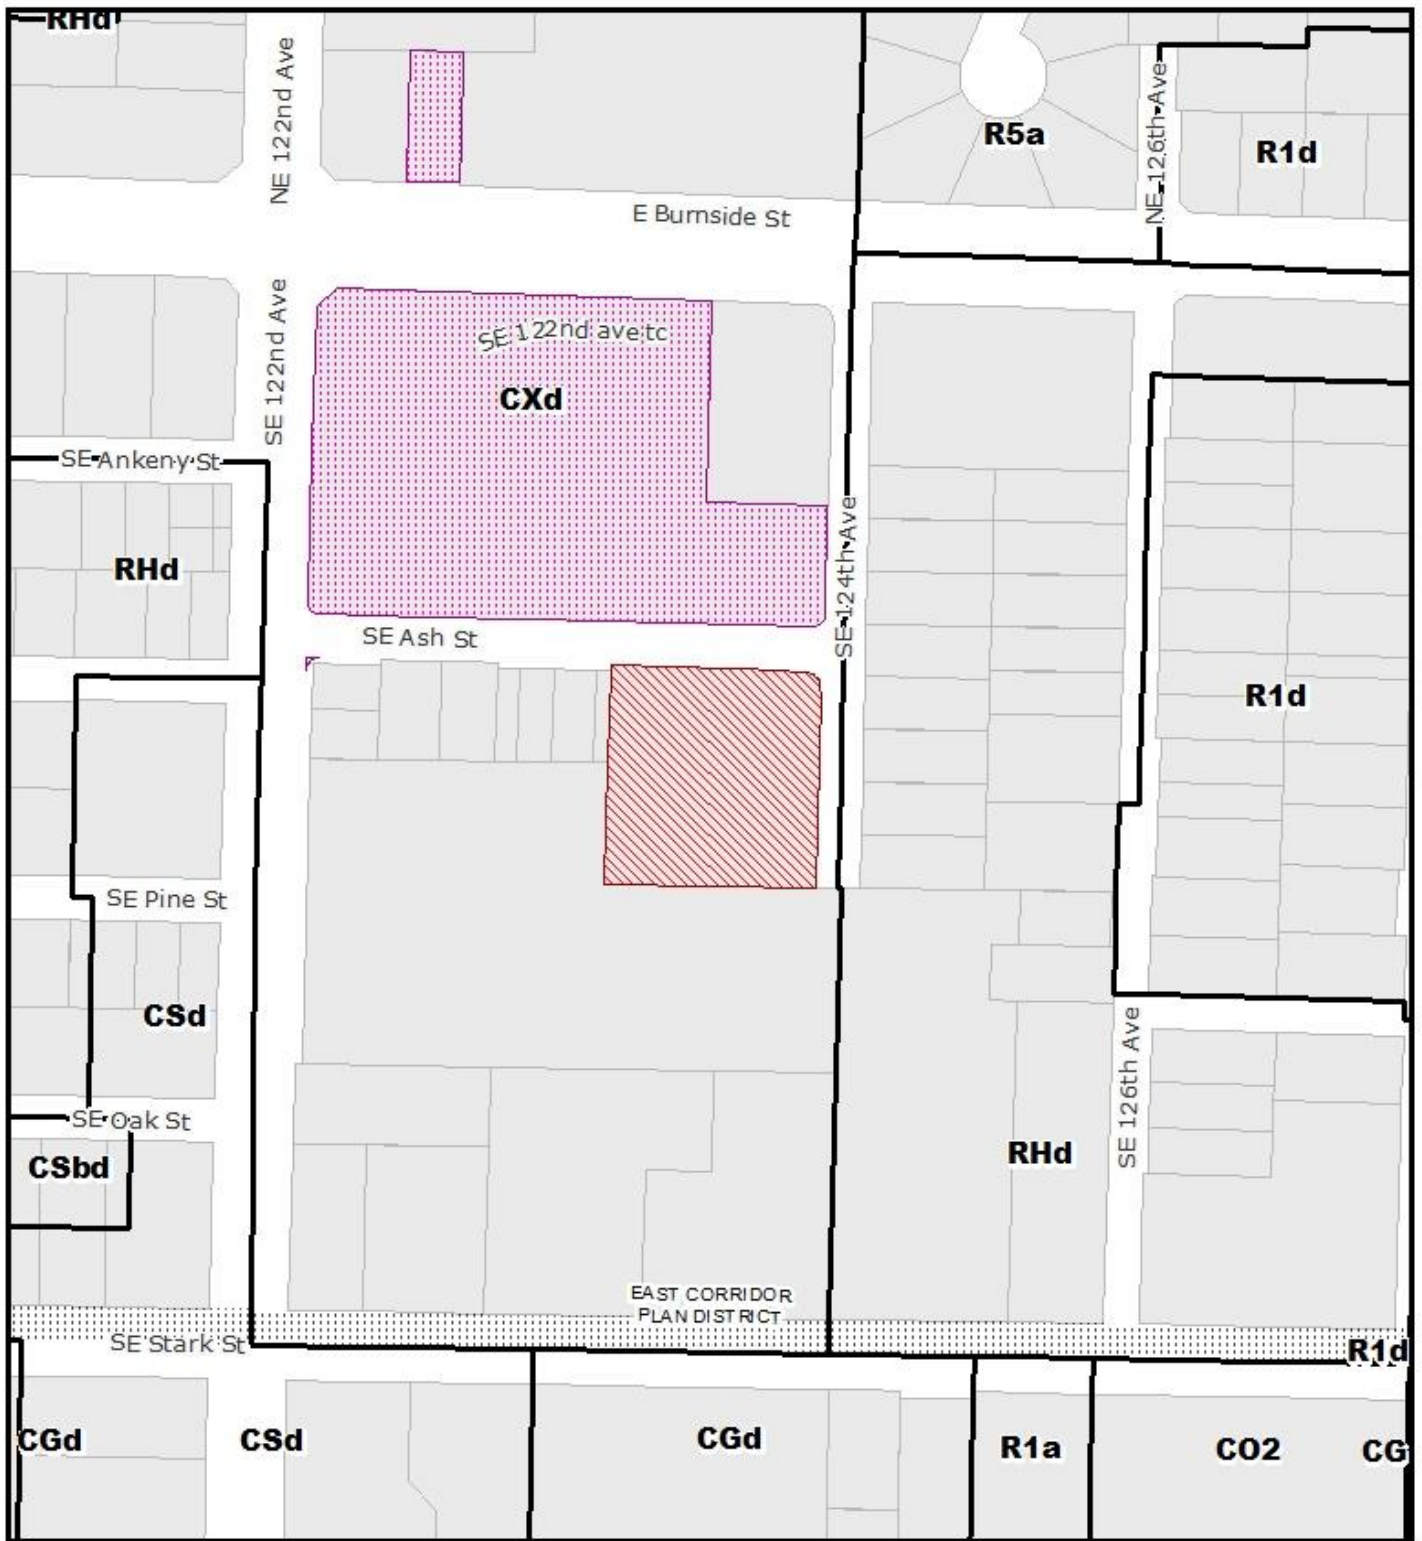 RHd
NE 122nd Ave
R5a
NE 126th Ave
R1d
E Burnside St
SE 122nd Ave
SE 122nd ave tc
CXd
SE Ankeny St
RHd
SE 124th Ave
SE Ash St
R1d
SE Pine St
CSd
SE 126th Ave
SE Oak St
CSbd
RHd
EAST CORRIDOR
PLAN DISTRICT
SE Stark St
R1d
CGd
CSd
CGd
R1a
CO2
CG